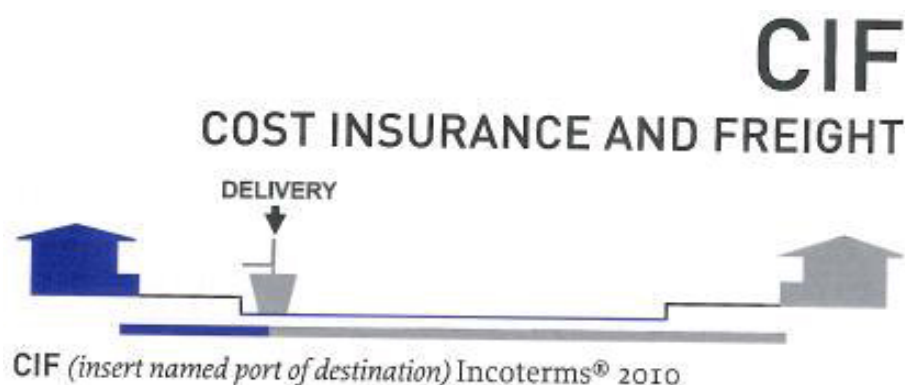 CIF
COST INSURANCE AND FREIGHT
DELIVERY
CIF (insert named port of destination) Incoterms® 2010